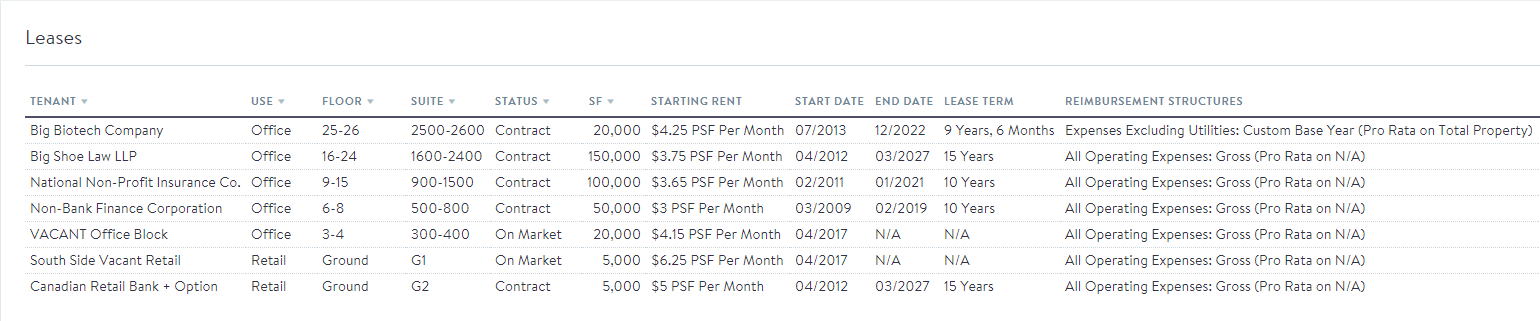 Leases
TENANT USE FLOOR SUITE STATUS SF STARTING RENT START DATE END DATE LEASE TERM REIMBURSEMENT STRUCTURES
Big Biotech Company Office 25-26 2500-2600 Contract 20,000 $4.25 PSF Per Month 07/2013 12/2022 9 Years, 6 Months Expenses Excluding Utilities: Custom Base Year (Pro Rata on Total Property)
Big Shoe Law LLP Office 16-24 1600-2400 Contract 150,000 $3.75 PSF Per Month 04/2012 03/2027 15 Years All Operating Expenses: Gross (Pro Rata on N/A)
National Non-Profit Insurance Co. Office 9-15 900-1500 Contract 100,000 $3.65 PSF Per Month 02/2011 01/2021 10 Years All Operating Expenses: Gross (Pro Rata on N/A)
Non-Bank Finance Corporation Office 6-8 500-800 Contract 50,000 $3 PSF Per Month 03/2009 02/2019 10 Years All Operating Expenses: Gross (Pro Rata on N/A)
VACANT Office Block Office 3-4 300-400 On Market 20,000 $4.15 PSF Per Month 04/2017 N/A N/A All Operating Expenses: Gross (Pro Rata on N/A)
South Side Vacant Retail Retail Ground G1 On Market 5,000 $6.25 PSF Per Month 04/2017 N/A N/A All Operating Expenses: Gross (Pro Rata on N/A)
Canadian Retail Bank + Option Retail Ground G2 Contract 5,000 $5 PSF Per Month 04/2012 03/2027 15 Years All Operating Expenses: Gross (Pro Rata on N/A)